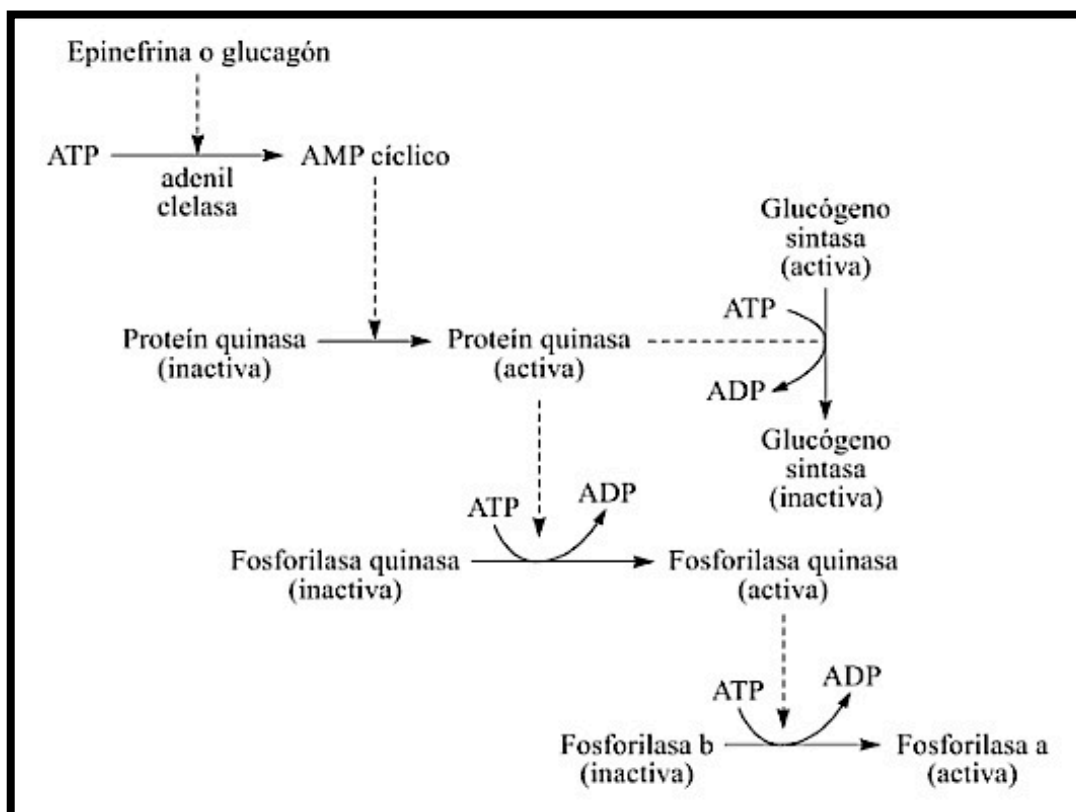 Epinefrina o glucagón
ATP
AMP cíclico
adenil
clelasa
Glucógeno
sintasa
(activa)
ATP
Proteín quinasa
(inactiva)
Proteín quinasa
(activa)
ADP
Glucógeno
sintasa
(inactiva)
ATP
ADP
Fosforilasa quinasa
(inactiva)
Fosforilasa quinasa
(activa)
ATP
ADP
Fosforilasa b
(inactiva)
Fosforilasa a
(activa)